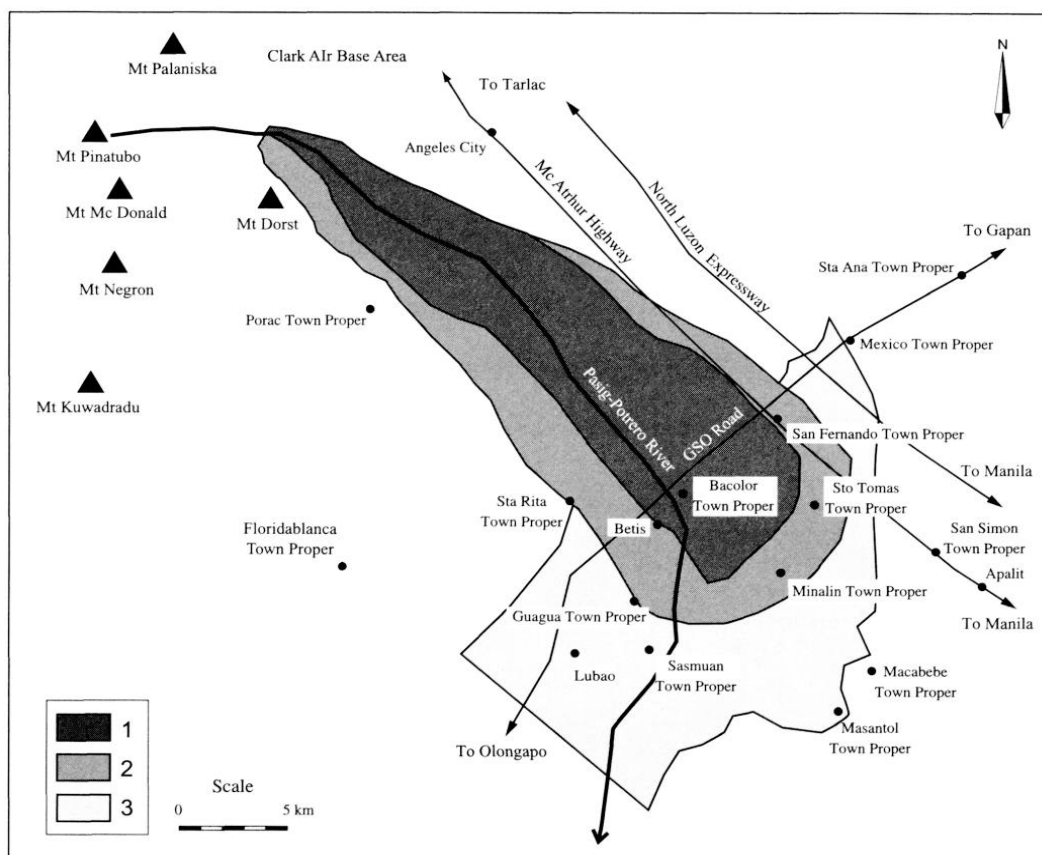 Mt Palaniska
Clark AIr Base Area
N
To Tarlac
Mt Pinatubo
Angeles City
Mt Mc Donald
Mt Dorst
Mc Atrhur Highway
North Luzon Expressway
To Gapan
Sta Ana Town Proper
Mt Negron
Porac Town Proper
Mexico Town Proper
Mt Kuwadradu
Pasig-Potrero River
GSO Road
San Fernando Town Proper
To Manila
Sta Rita
Town Proper
Bacolor
Town Proper
Sto Tomas
Town Proper
Betis
Floridablanca
Town Proper
San Simon
Town Proper
Apalit
Minalin Town Proper
Guagua Town Proper
To Manila
Lubao
Sasmuan
Town Proper
Macabebe
Town Proper
Masantol
Town Proper
To Olongapo
1
2
3
Scale
0 5 km